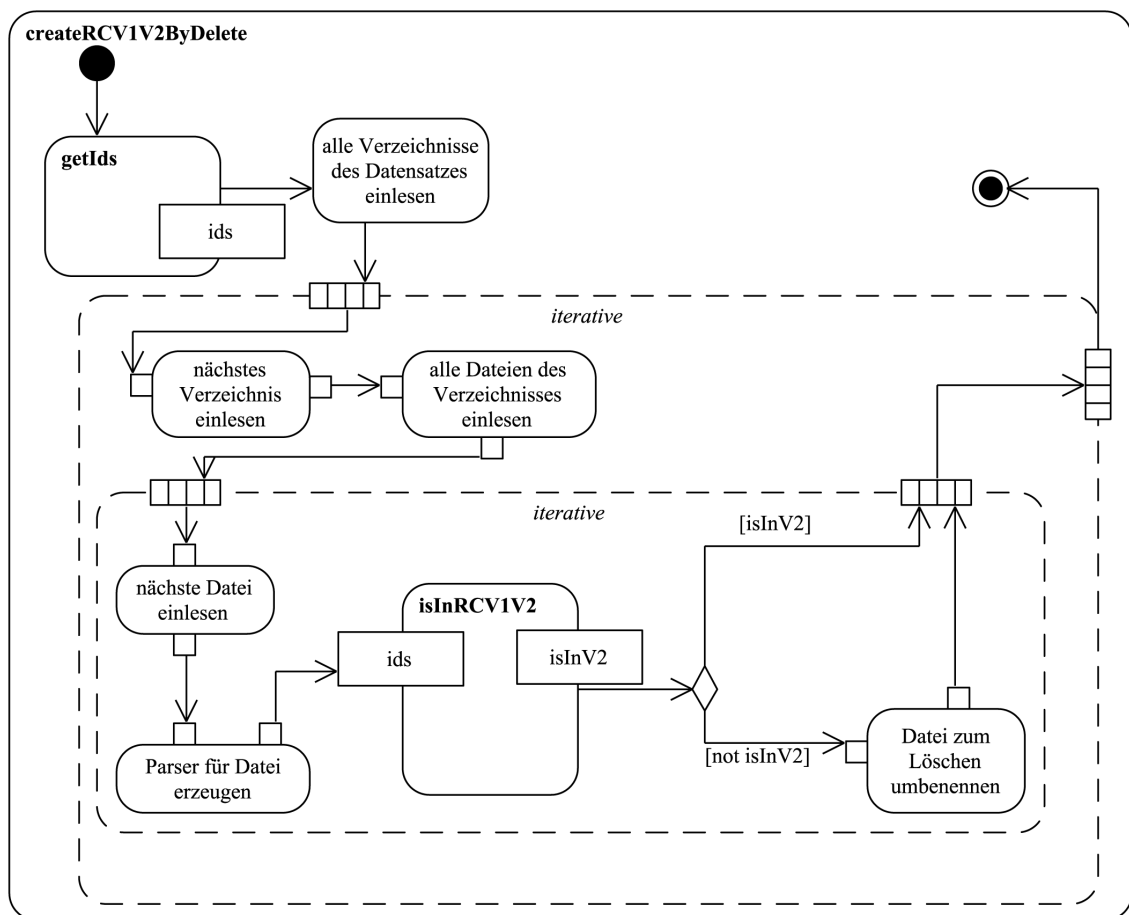 createRCV1V2ByDelete
getIds
ids
alle Verzeichnisse
des Datensatzes
einlesen
iterative
nächstes
Verzeichnis
einlesen
alle Dateien des
Verzeichnisses
einlesen
iterative
nächste Datei
einlesen
Parser für Datei
erzeugen
isInRCV1V2
ids
isInV2
[isInV2]
[not isInV2]
Datei zum
Löschen
umbenennen